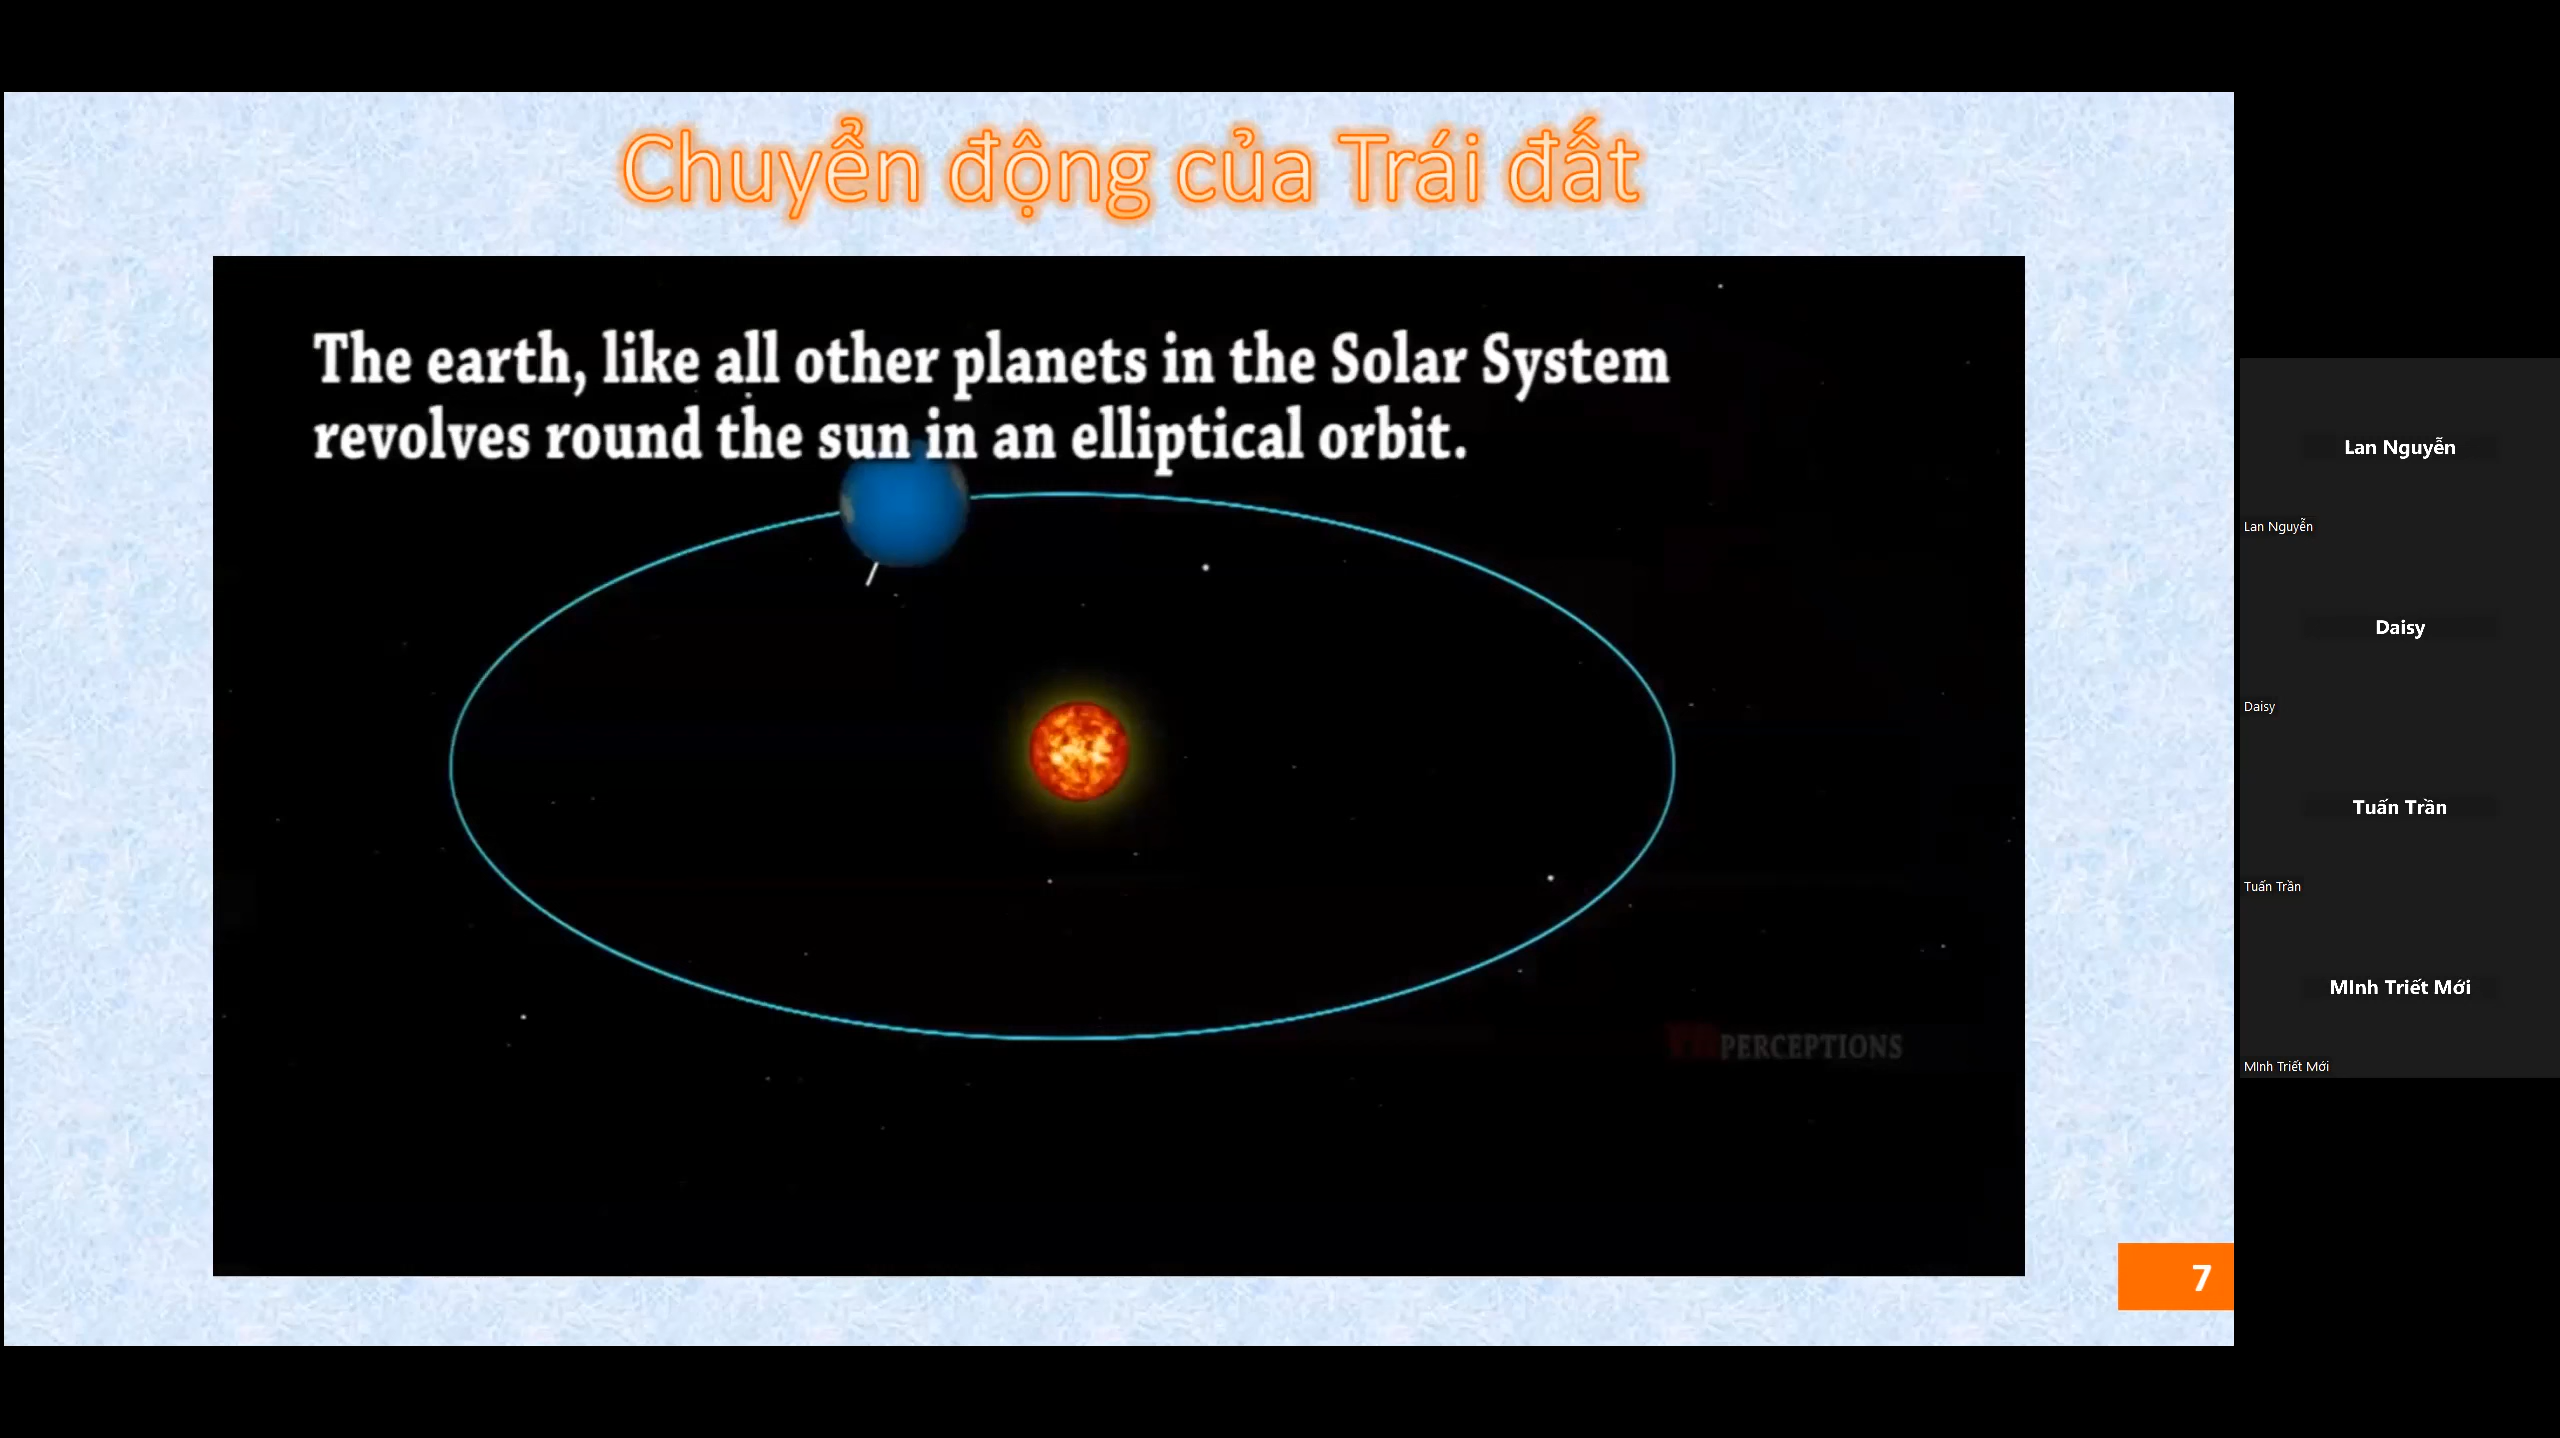 Chuyển động của Trái đất
The earth, like all other planets in the Solar System
revolves round the sun in an elliptical orbit.
PERCEPTIONS
7
Lan Nguyễn
Lan Nguyễn
Daisy
Daisy
Tuấn Trần
Tuấn Trần
MInh Triết Mới
MInh Triết Mới